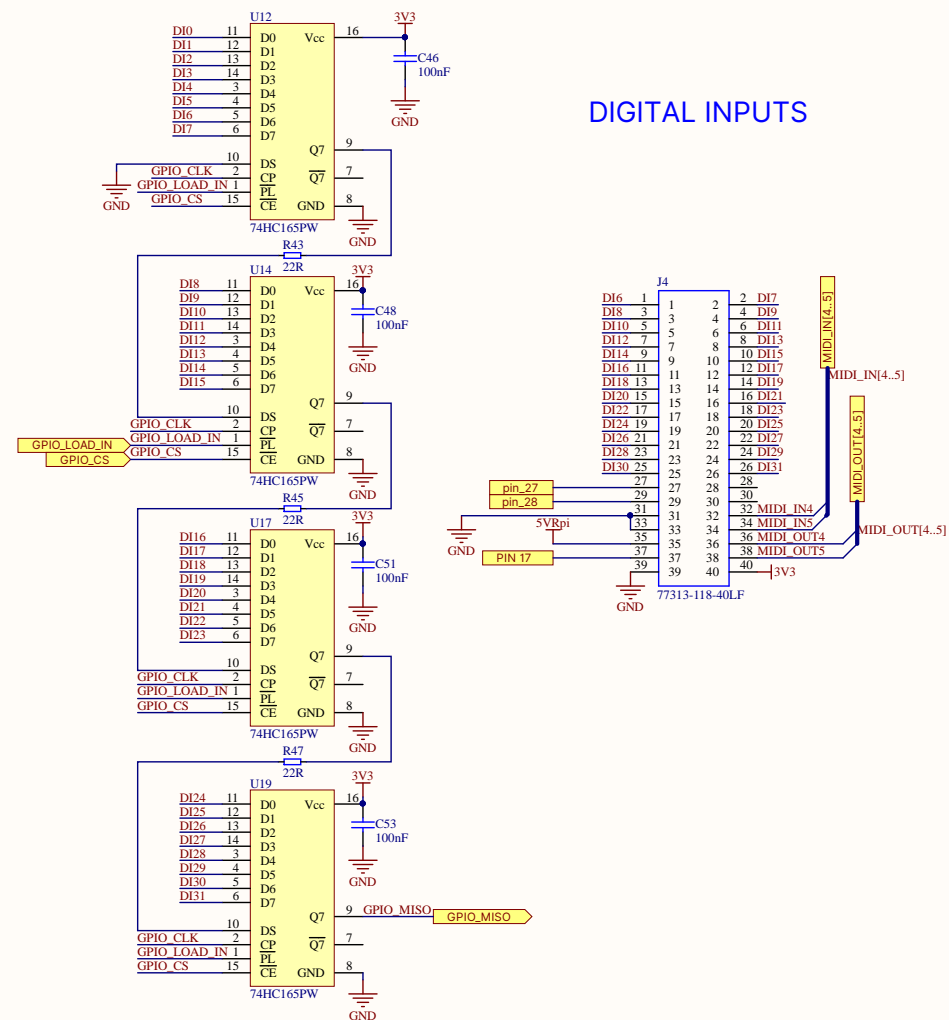 DIGITAL INPUTS
U12
3V3
DI0 11 D0 Vcc 16
DI1 12 D1
DI2 13 D2
DI3 14 D3
DI4 3 D4
DI5 4 D5
DI6 5 D6
DI7 6 D7
C46
100nF
GND
Q7 9
10 DS
GPIO_CLK 2 CP Q7 7
GPIO_LOAD_IN 1 PL
GPIO_CS 15 CE GND 8
GND
GND
74HC165PW
R43
22R
U14
3V3
DI8 11 D0 Vcc 16
DI9 12 D1
DI10 13 D2
DI11 14 D3
DI12 3 D4
DI13 4 D5
DI14 5 D6
DI15 6 D7
C48
100nF
GND
Q7 9
10 DS
GPIO_CLK 2 CP Q7 7
GPIO_LOAD_IN GPIO_LOAD_IN 1 PL
GPIO_CS GPIO_CS 15 CE GND 8
GND
74HC165PW
R45
22R
U17
3V3
DI16 11 D0 Vcc 16
DI17 12 D1
DI18 13 D2
DI19 14 D3
DI20 3 D4
DI21 4 D5
DI22 5 D6
DI23 6 D7
C51
100nF
GND
Q7 9
10 DS
GPIO_CLK 2 CP Q7 7
GPIO_LOAD_IN 1 PL
GPIO_CS 15 CE GND 8
GND
74HC165PW
R47
22R
U19
3V3
DI24 11 D0 Vcc 16
DI25 12 D1
DI26 13 D2
DI27 14 D3
DI28 3 D4
DI29 4 D5
DI30 5 D6
DI31 6 D7
C53
100nF
GND
Q7 9 GPIO_MISO GPIO_MISO
10 DS
GPIO_CLK 2 CP Q7 7
GPIO_LOAD_IN 1 PL
GPIO_CS 15 CE GND 8
GND
74HC165PW
J4
DI6 1 1 2 2 DI7
DI8 3 3 4 4 DI9
DI10 5 5 6 6 DI11
DI12 7 7 8 8 DI13
DI14 9 9 10 10 DI15
DI16 11 11 12 12 DI17
DI18 13 13 14 14 DI19
DI20 15 15 16 16 DI21
DI22 17 17 18 18 DI23
DI24 19 19 20 20 DI25
DI26 21 21 22 22 DI27
DI28 23 23 24 24 DI29
DI30 25 25 26 26 DI31
pin_27 27 27 28 28
pin_28 29 29 30 30
31 31 32 32 MIDI_IN4
33 33 34 34 MIDI_IN5
5VRpi 35 35 36 36 MIDI_OUT4
PIN 17 37 37 38 38 MIDI_OUT5
39 39 40 40 3V3
GND
GND
77313-118-40LF
MIDI_IN[4..5]
MIDI_IN[4..5]
MIDI_OUT[4..5]
MIDI_OUT[4..5]